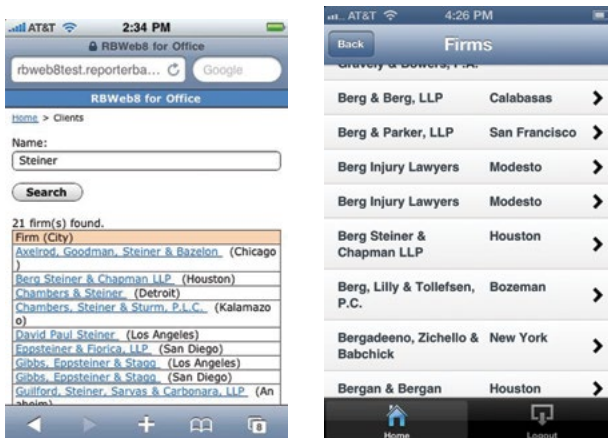 AT&T 2:34 PM
RBWeb8 for Office
rbweb8test.reporterba... Google
RBWeb8 for Office
Home > Clients
Name:
Steiner
Search
21 firm(s) found.
Firm (City)
Axelrod, Goodman, Steiner & Bazelon (Chicago
)
Berg Steiner & Chapman LLP (Houston)
Chambers & Steiner (Detroit)
Chambers, Steiner & Sturm, P.L.C. (Kalamazo
o)
David Paul Steiner (Los Angeles)
Eppsteiner & Fiorica, LLP (San Diego)
Gibbs, Eppsteiner & Stagg (Los Angeles)
Gibbs, Eppsteiner & Stagg (San Diego)
Guilford, Steiner, Sarvas & Carbonara, LLP (An
aheim)
8
AT&T 4:26 PM
Back Firms
Gravely & Bowers, P.A.
Berg & Berg, LLP Calabasas
Berg & Parker, LLP San Francisco
Berg Injury Lawyers Modesto
Berg Injury Lawyers Modesto
Berg Steiner & Houston
Chapman LLP
Berg, Lilly & Tollefsen, Bozeman
P.C.
Bergadeeno, Zichello & New York
Babchick
Bergan & Bergan Houston
Home Logout